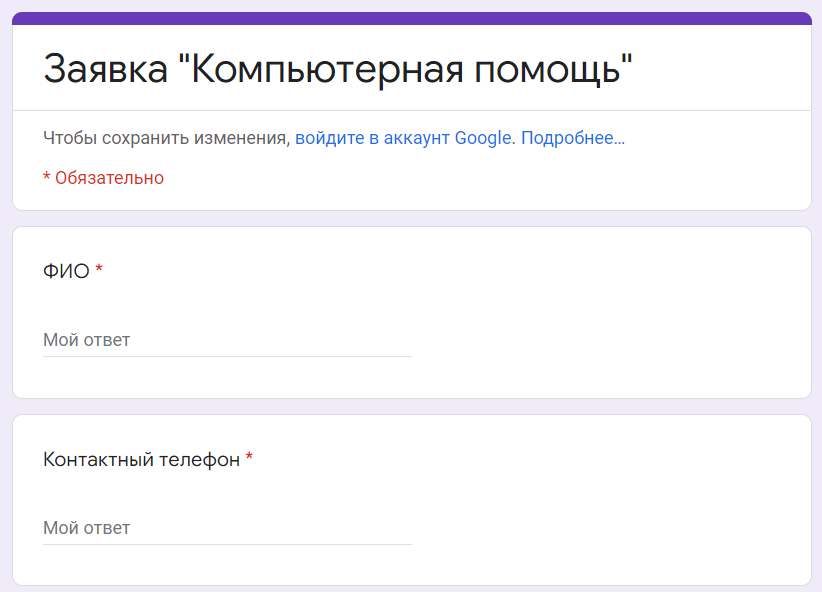 Заявка "Компьютерная помощь"
Чтобы сохранить изменения, войдите в аккаунт Google. Подробнее…
* Обязательно
ФИО *
Мой ответ
Контактный телефон *
Мой ответ